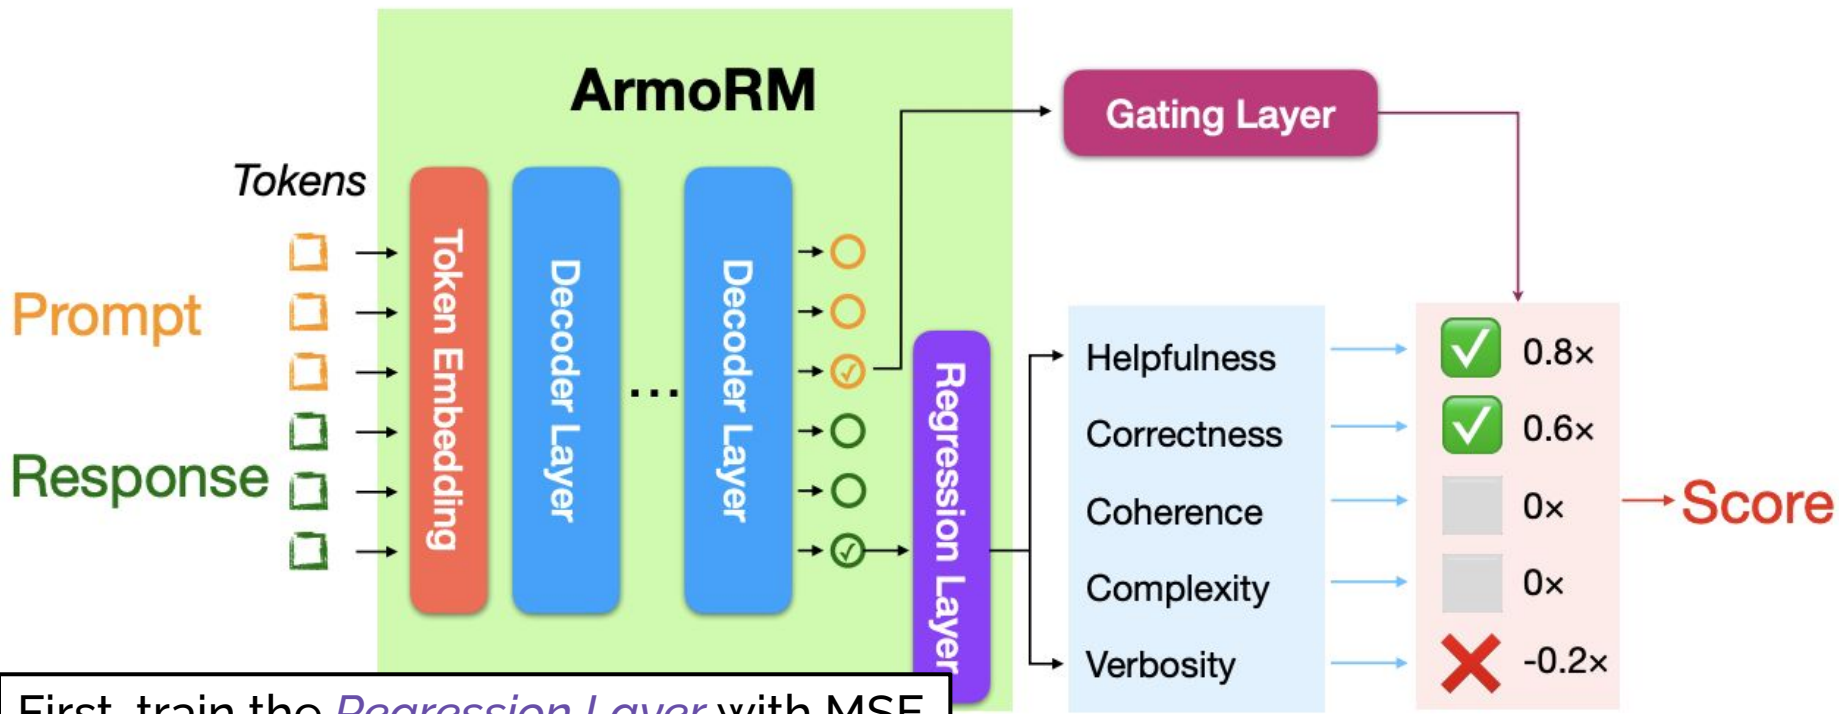 ArmoRM
Gating Layer
Tokens
Prompt
Response
Token Embedding
Decoder Layer
...
Decoder Layer
Regression Layer
Helpfulness
0.8×
Correctness
0.6×
Coherence
0×
Complexity
0×
Verbosity
-0.2×
Score
First, train the Regression Layer with MSE